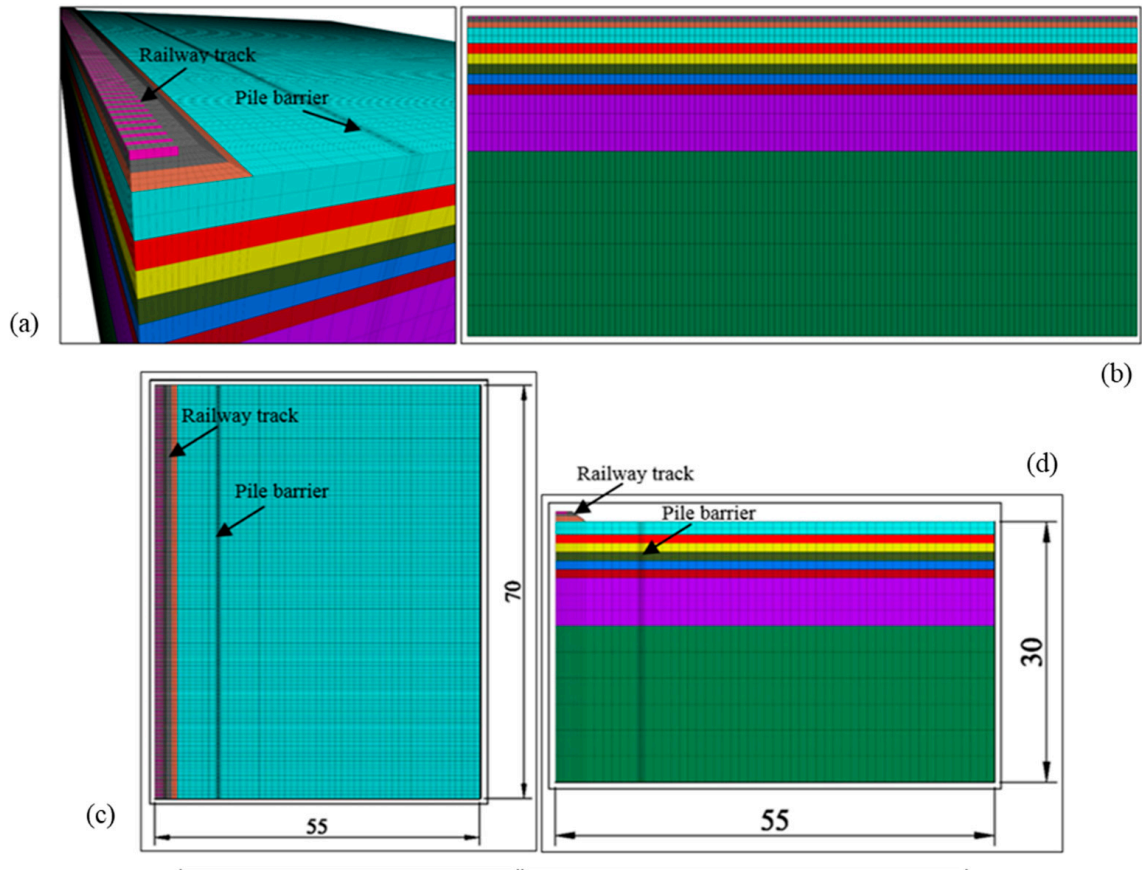 Railway track
Pile barrier
(a)
(b)
Railway track
Pile barrier
70
55
(c)
(d)
Railway track
Pile barrier
30
55